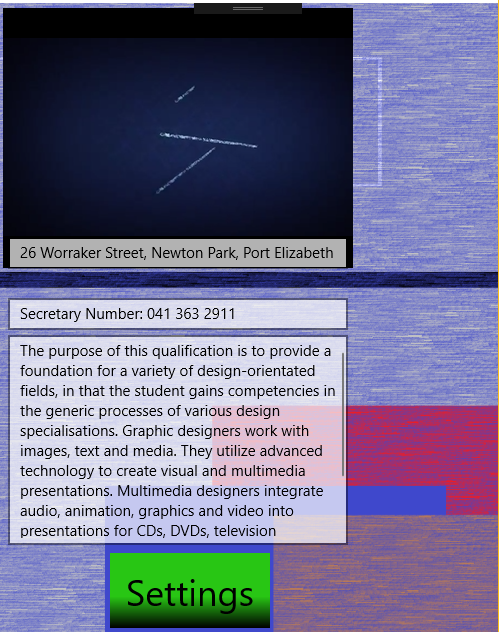 26 Worraker Street, Newton Park, Port Elizabeth
Secretary Number: 041 363 2911
The purpose of this qualification is to provide a
foundation for a variety of design-orientated
fields, in that the student gains competencies in
the generic processes of various design
specialisations. Graphic designers work with
images, text and media. They utilize advanced
technology to create visual and multimedia
presentations. Multimedia designers integrate
audio, animation, graphics and video into
presentations for CDs, DVDs, television
Settings